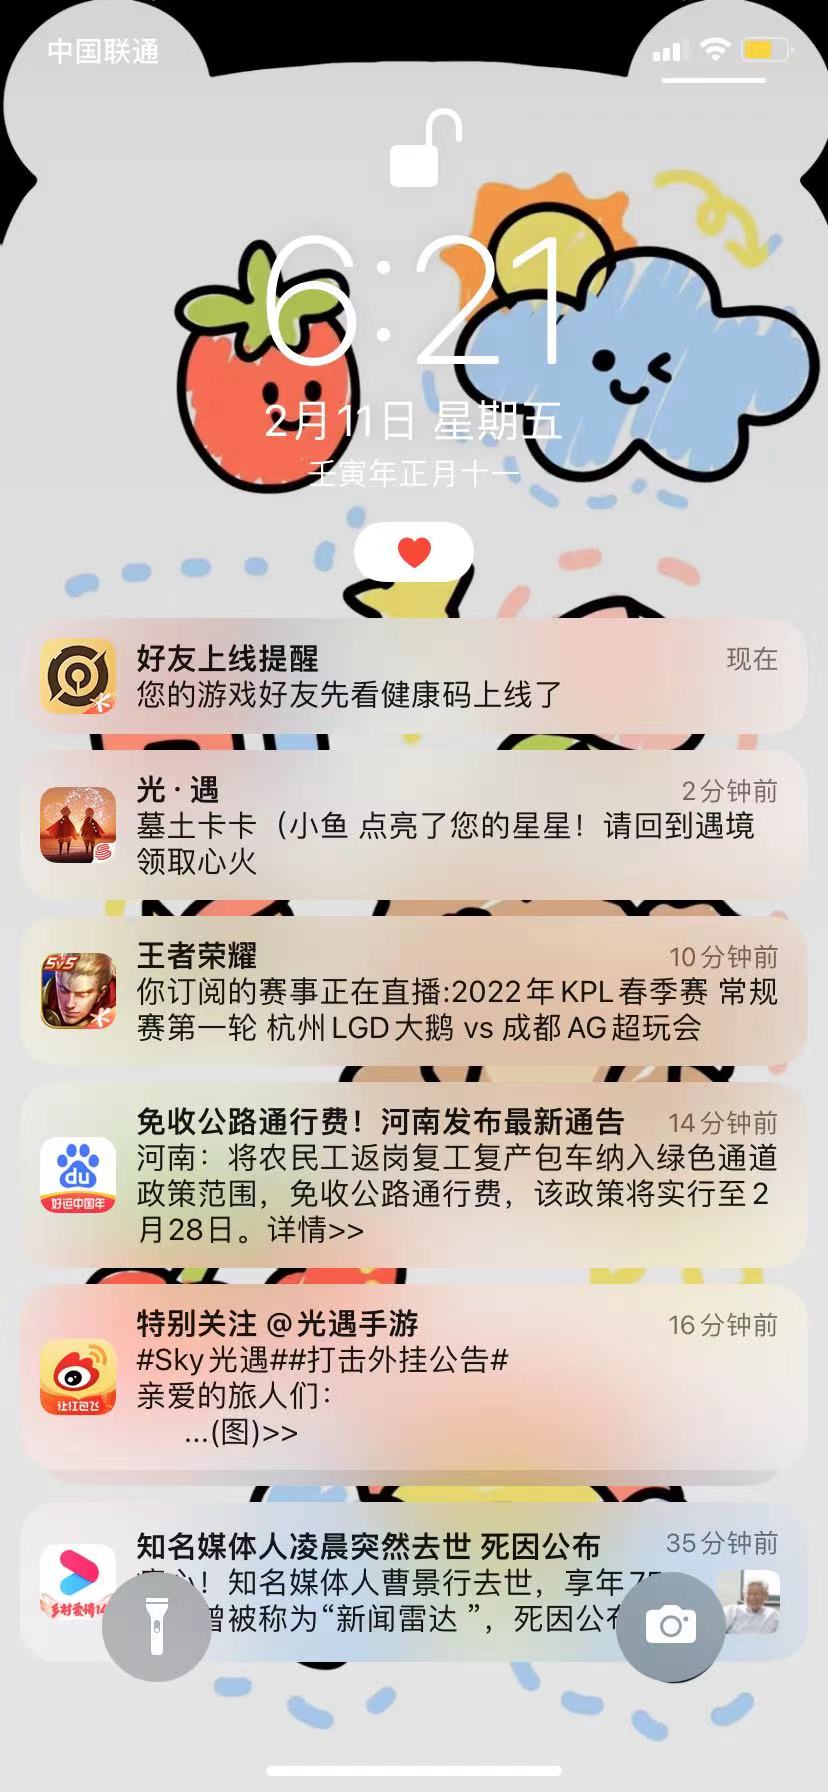 中国联通
6:21
2月11日 星期五
壬寅年正月十一
好友上线提醒
现在
您的游戏好友先看健康码上线了
光·遇
2分钟前
墓土卡卡（小鱼 点亮了您的星星！请回到遇境
领取心火
5v5
王者荣耀
10分钟前
你订阅的赛事正在直播:2022年KPL春季赛 常规
赛第一轮 杭州LGD大鹅 vs 成都AG超玩会
免收公路通行费！河南发布最新通告
14分钟前
du
好运中国年
河南：将农民工返岗复工复产包车纳入绿色通道
政策范围，免收公路通行费，该政策将实行至2
月28日。详情>>
特别关注 @光遇手游
16分钟前
让红包飞
#Sky光遇##打击外挂公告#
亲爱的旅人们：
...(图)>>
知名媒体人凌晨突然去世 死因公布
35分钟前
心！知名媒体人曹景行去世，享年75
乡村爱情14
曾被称为“新闻雷达 ”，死因公布